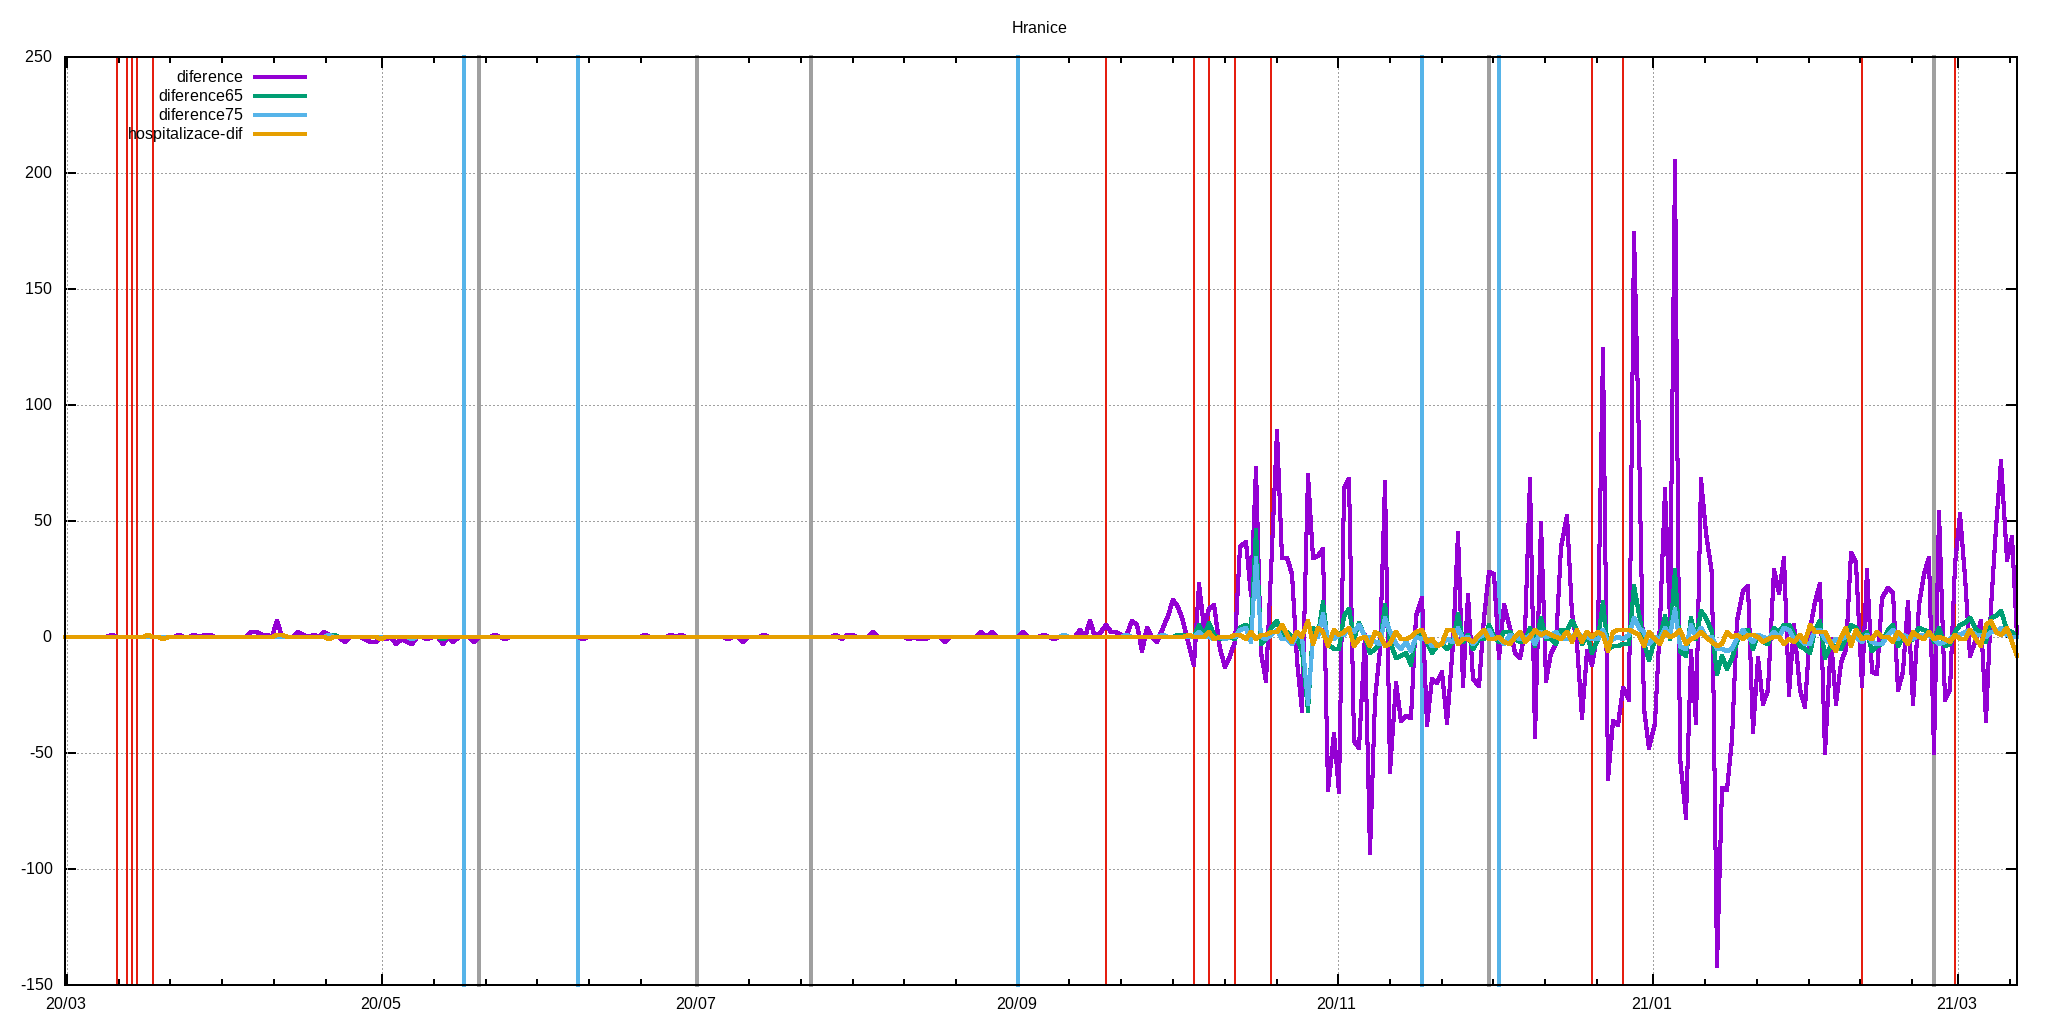 Hranice
250
200
150
100
50
0
-50
-100
-150
diference
diference65
diference75
hospitalizace-dif
20/03 20/05 20/07 20/09 20/11 21/01 21/03